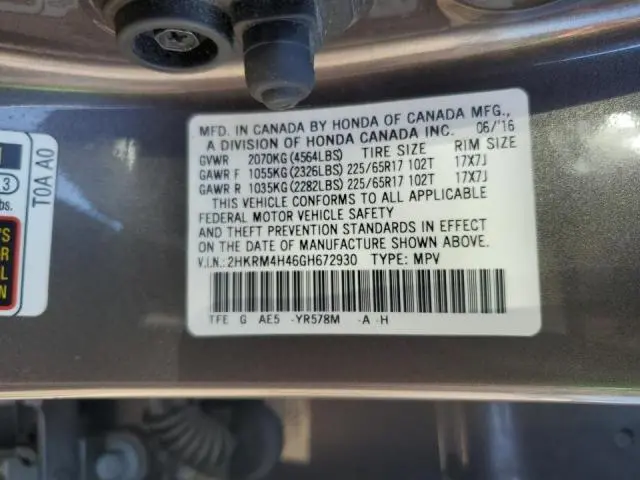 MFD. IN CANADA BY HONDA OF CANADA MFG.,
A DIVISION OF HONDA CANADA INC. 06/'16
GVWR 2070KG(4564LBS) TIRE SIZE RIM SIZE
GAWR F 1055KG(2326LBS) 225/65R17 102T 17X7J
GAWR R 1035KG(2282LBS) 225/65R17 102T 17X7J
THIS VEHICLE CONFORMS TO ALL APPLICABLE
FEDERAL MOTOR VEHICLE SAFETY
AND THEFT PREVENTION STANDARDS IN EFFECT
ON THE DATE OF MANUFACTURE SHOWN ABOVE.
V.I.N.: 2HKRM4H46GH672930 TYPE: MPV
TFE G AE5 -YR578M -A -H
T0A A0
3
bs.
'S
R
L
N